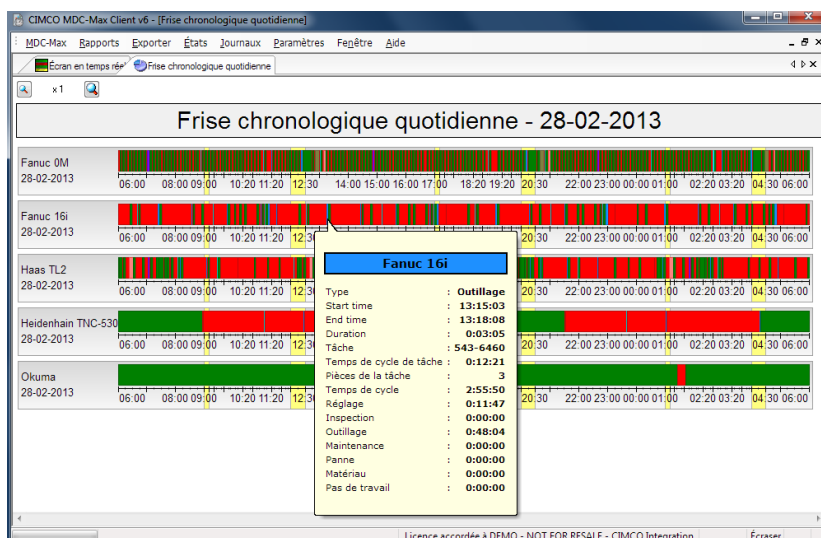 CIMCO MDC-Max Client v6 - [Frise chronologique quotidienne]
MDC-Max Rapports Exporter États Journaux Paramètres Fenêtre Aide
Écran en temps rée Frise chronologique quotidienne
x1
Frise chronologique quotidienne - 28-02-2013
Fanuc 0M
28-02-2013
06:00 08:00 09:00 10:20 11:20 12:30 14:00 15:00 16:00 17:00 18:20 19:20 20:30 22:00 23:00 00:00 01:00 02:20 03:20 04:30 06:00
Fanuc 16i
28-02-2013
06:00 08:00 09:00 10:20 11:20 12:30 20:30 22:00 23:00 00:00 01:00 02:20 03:20 04:30 06:00
Haas TL2
28-02-2013
06:00 08:00 09:00 10:20 11:20 12:30 20:30 22:00 23:00 00:00 01:00 02:20 03:20 04:30 06:00
Heidenhain TNC-530
28-02-2013
06:00 08:00 09:00 10:20 11:20 12:30 20:30 22:00 23:00 00:00 01:00 02:20 03:20 04:30 06:00
Okuma
28-02-2013
06:00 08:00 09:00 10:20 11:20 12:30 20:30 22:00 23:00 00:00 01:00 02:20 03:20 04:30 06:00
Fanuc 16i
Type : Outillage
Start time : 13:15:03
End time : 13:18:08
Duration : 0:03:05
Tâche : 543-6460
Temps de cycle de tâche : 0:12:21
Pièces de la tâche : 3
Temps de cycle : 2:55:50
Réglage : 0:11:47
Inspection : 0:00:00
Outillage : 0:48:04
Maintenance : 0:00:00
Panne : 0:00:00
Matériau : 0:00:00
Pas de travail : 0:00:00
Licence accordée à DEMO - NOT FOR RESALE - CIMCO Integration Écraser